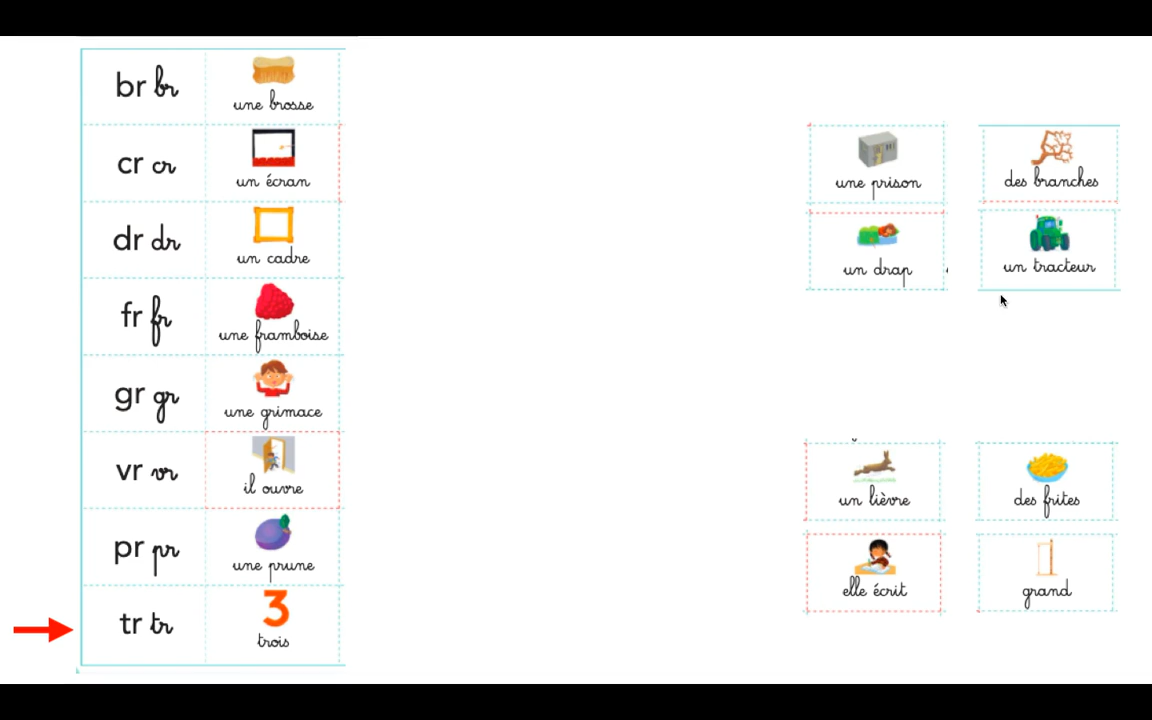 br br
une brosse
cr cr
un écran
dr dr
un cadre
fr fr
une framboise
gr gr
une grimace
vr vr
il ouvre
pr pr
une prune
tr tr
3
trois
une prison
des branches
un drap
un tracteur
un lièvre
des frites
elle écrit
grand